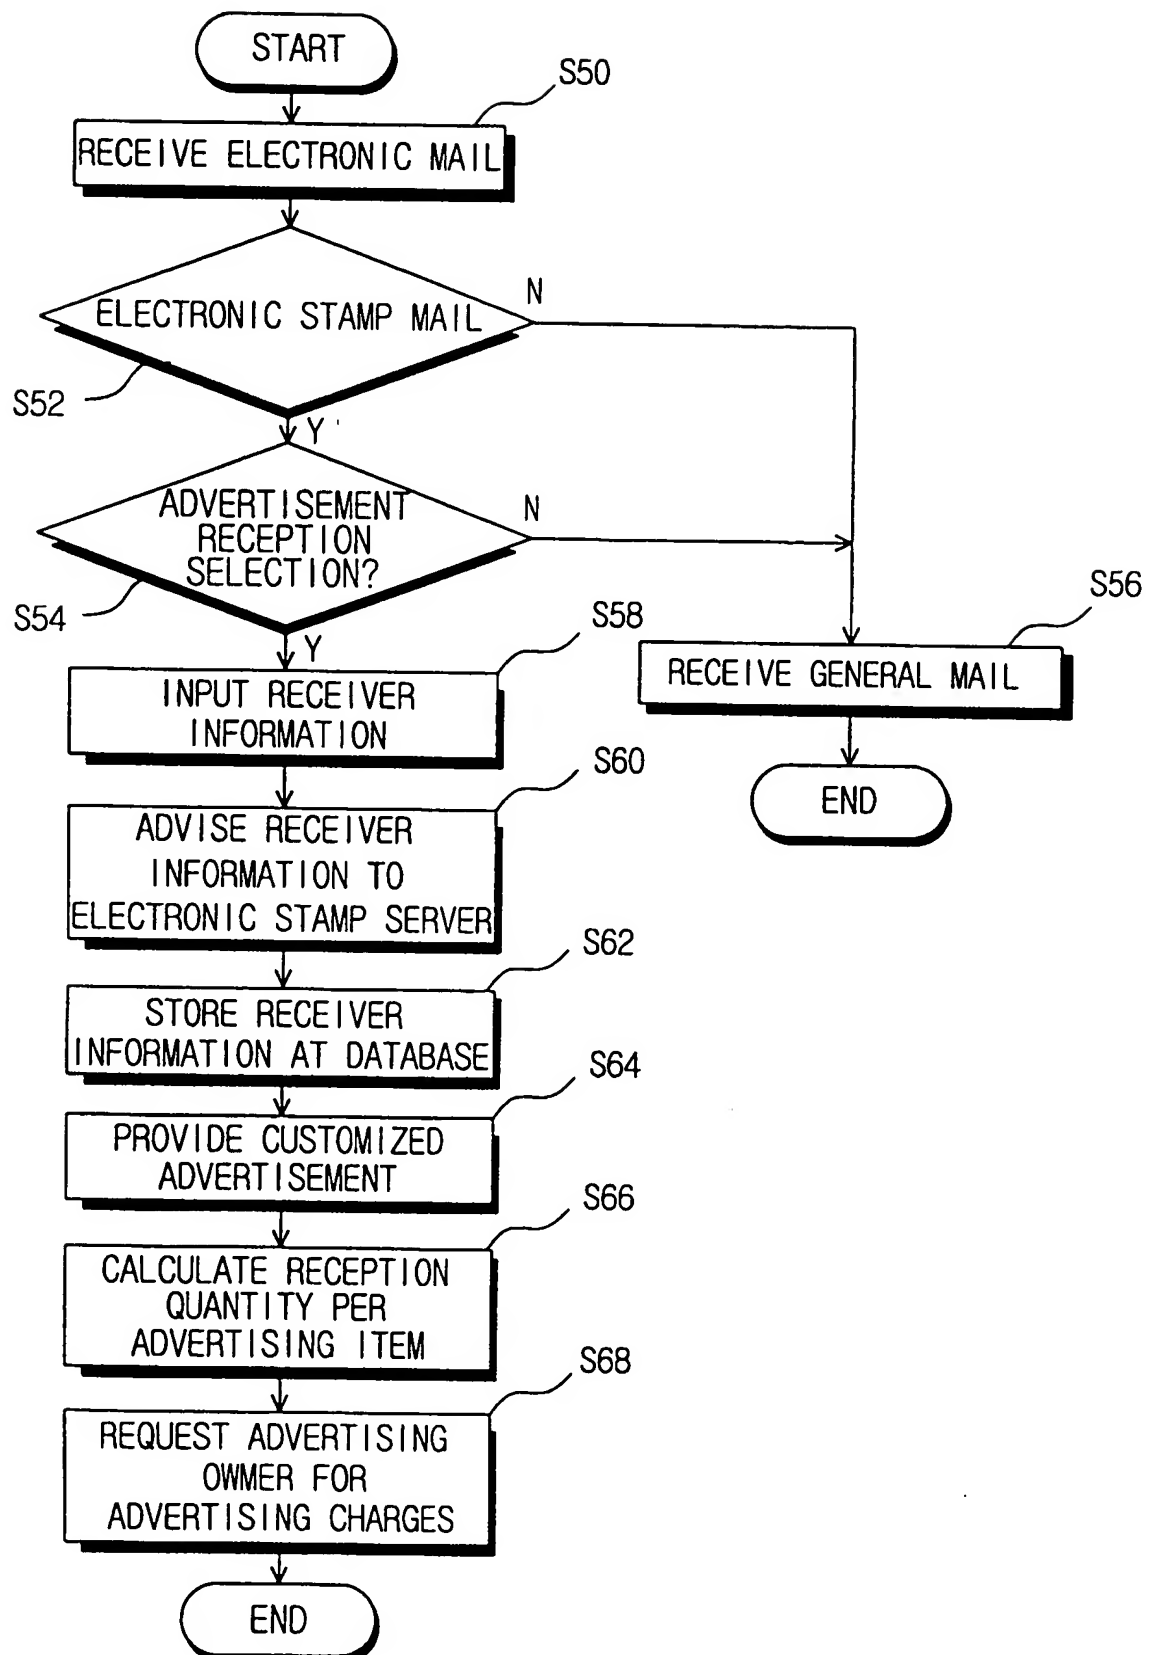 START
S50
RECEIVE ELECTRONIC MAIL
ELECTRONIC STAMP MAIL
N
S52
Y
ADVERTISEMENT
RECEPTION
SELECTION?
N
S54
Y
S58
INPUT RECEIVER
INFORMATION
S56
RECEIVE GENERAL MAIL
END
S60
ADVISE RECEIVER
INFORMATION TO
ELECTRONIC STAMP SERVER
S62
STORE RECEIVER
INFORMATION AT DATABASE
S64
PROVIDE CUSTOMIZED
ADVERTISEMENT
S66
CALCULATE RECEPTION
QUANTITY PER
ADVERTISING ITEM
S68
REQUEST ADVERTISING
OWMER FOR
ADVERTISING CHARGES
END